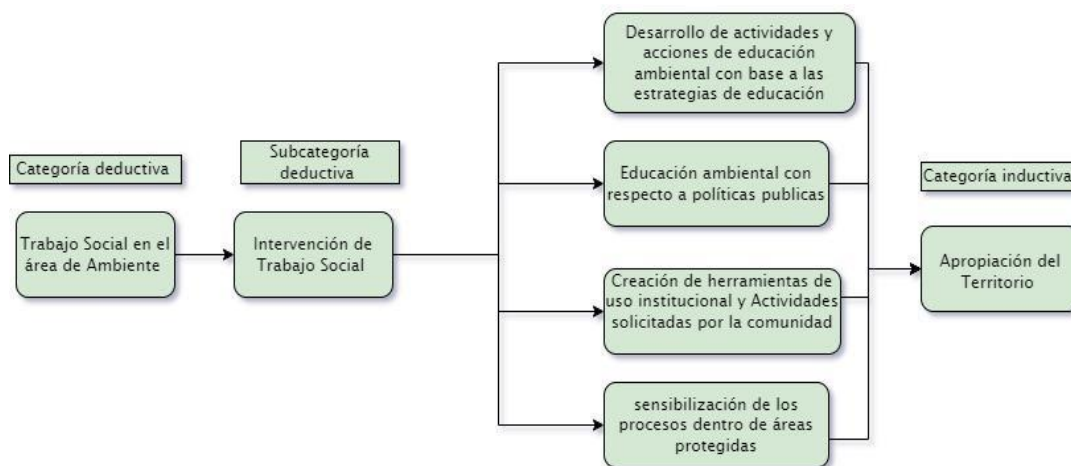 Categoría deductiva
Trabajo Social en el
área de Ambiente
Subcategoría
deductiva
Intervención de
Trabajo Social
Desarrollo de actividades y
acciones de educación
ambiental con base a las
estrategias de educación
Educación ambiental con
respecto a políticas publicas
Creación de herramientas de
uso institucional y Actividades
solicitadas por la comunidad
sensibilización de los
procesos dentro de áreas
protegidas
Categoría inductiva
Apropiación del
Territorio